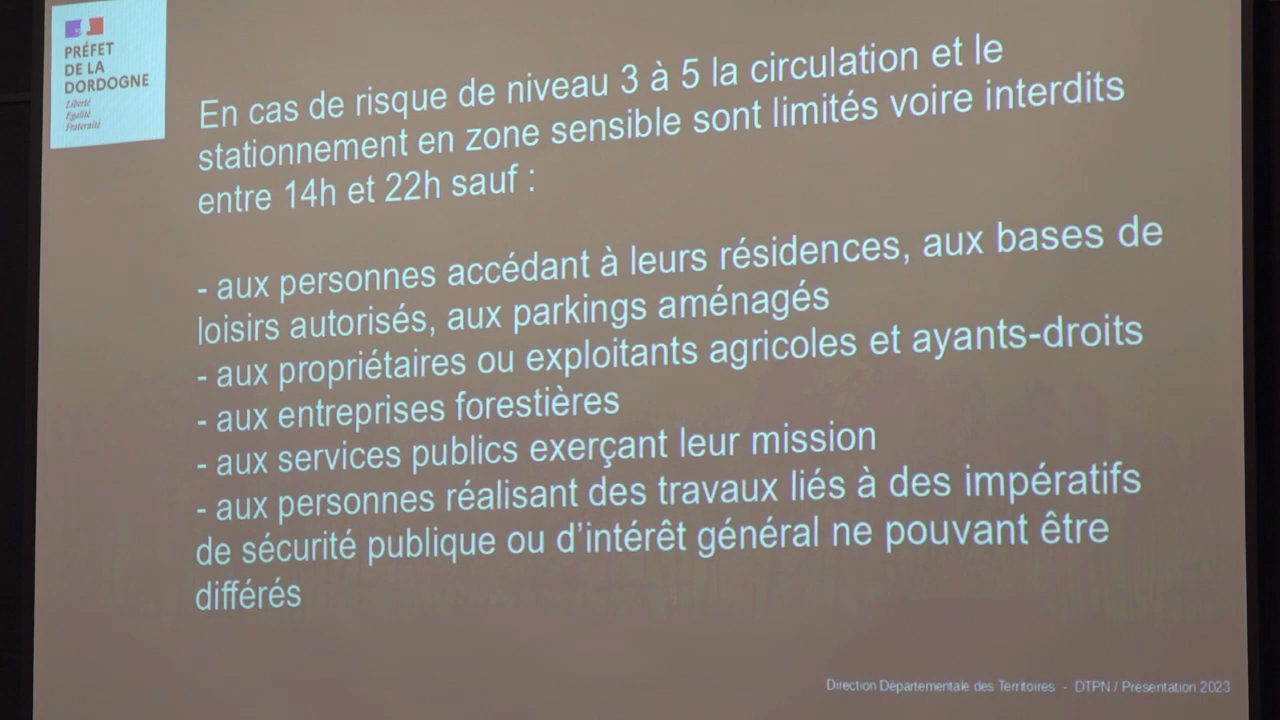 PRÉFET
DE LA
DORDOGNE
Liberté
Égalité
Fraternité
En cas de risque de niveau 3 à 5 la circulation et le
stationnement en zone sensible sont limités voire interdits
entre 14h et 22h sauf :
- aux personnes accédant à leurs résidences, aux bases de
loisirs autorisés, aux parkings aménagés
- aux propriétaires ou exploitants agricoles et ayants-droits
- aux entreprises forestières
- aux services publics exerçant leur mission
- aux personnes réalisant des travaux liés à des impératifs
de sécurité publique ou d’intérêt général ne pouvant être
différés
Direction Départementale des Territoires - DTPN / Présentation 2023